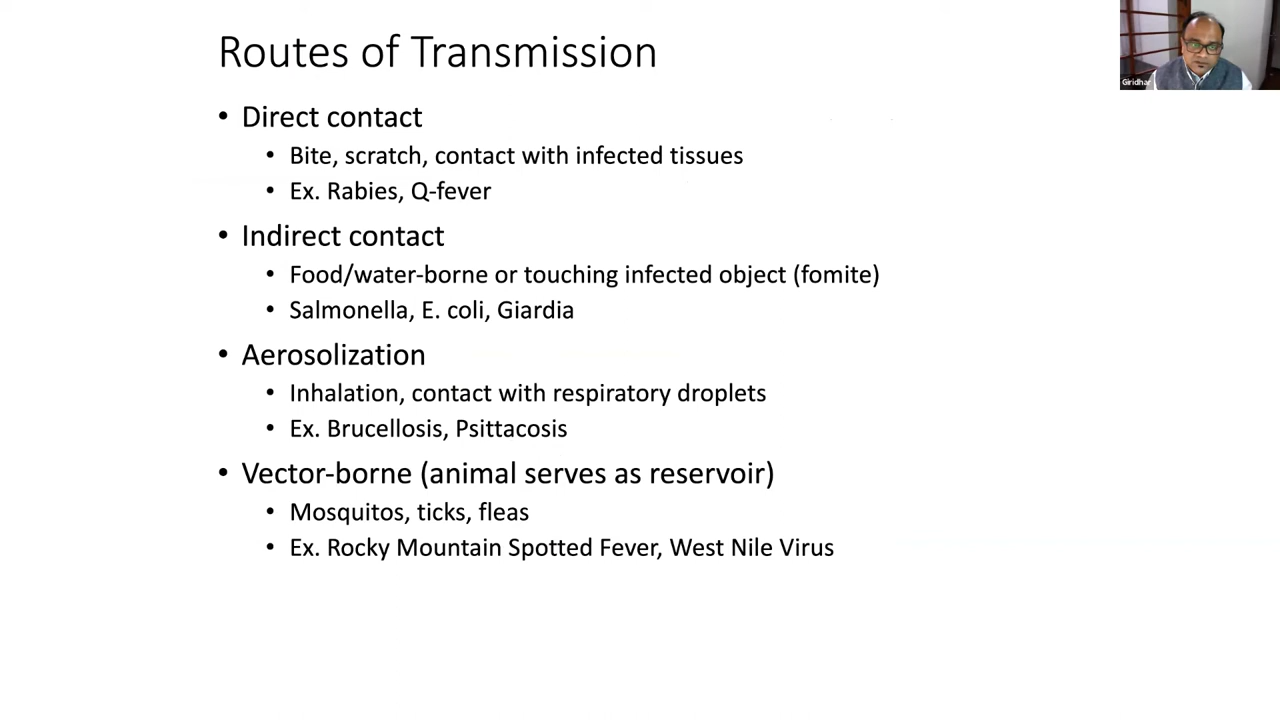 Routes of Transmission
Giridhar
• Direct contact
• Bite, scratch, contact with infected tissues
• Ex. Rabies, Q-fever
• Indirect contact
• Food/water-borne or touching infected object (fomite)
• Salmonella, E. coli, Giardia
• Aerosolization
• Inhalation, contact with respiratory droplets
• Ex. Brucellosis, Psittacosis
• Vector-borne (animal serves as reservoir)
• Mosquitos, ticks, fleas
• Ex. Rocky Mountain Spotted Fever, West Nile Virus